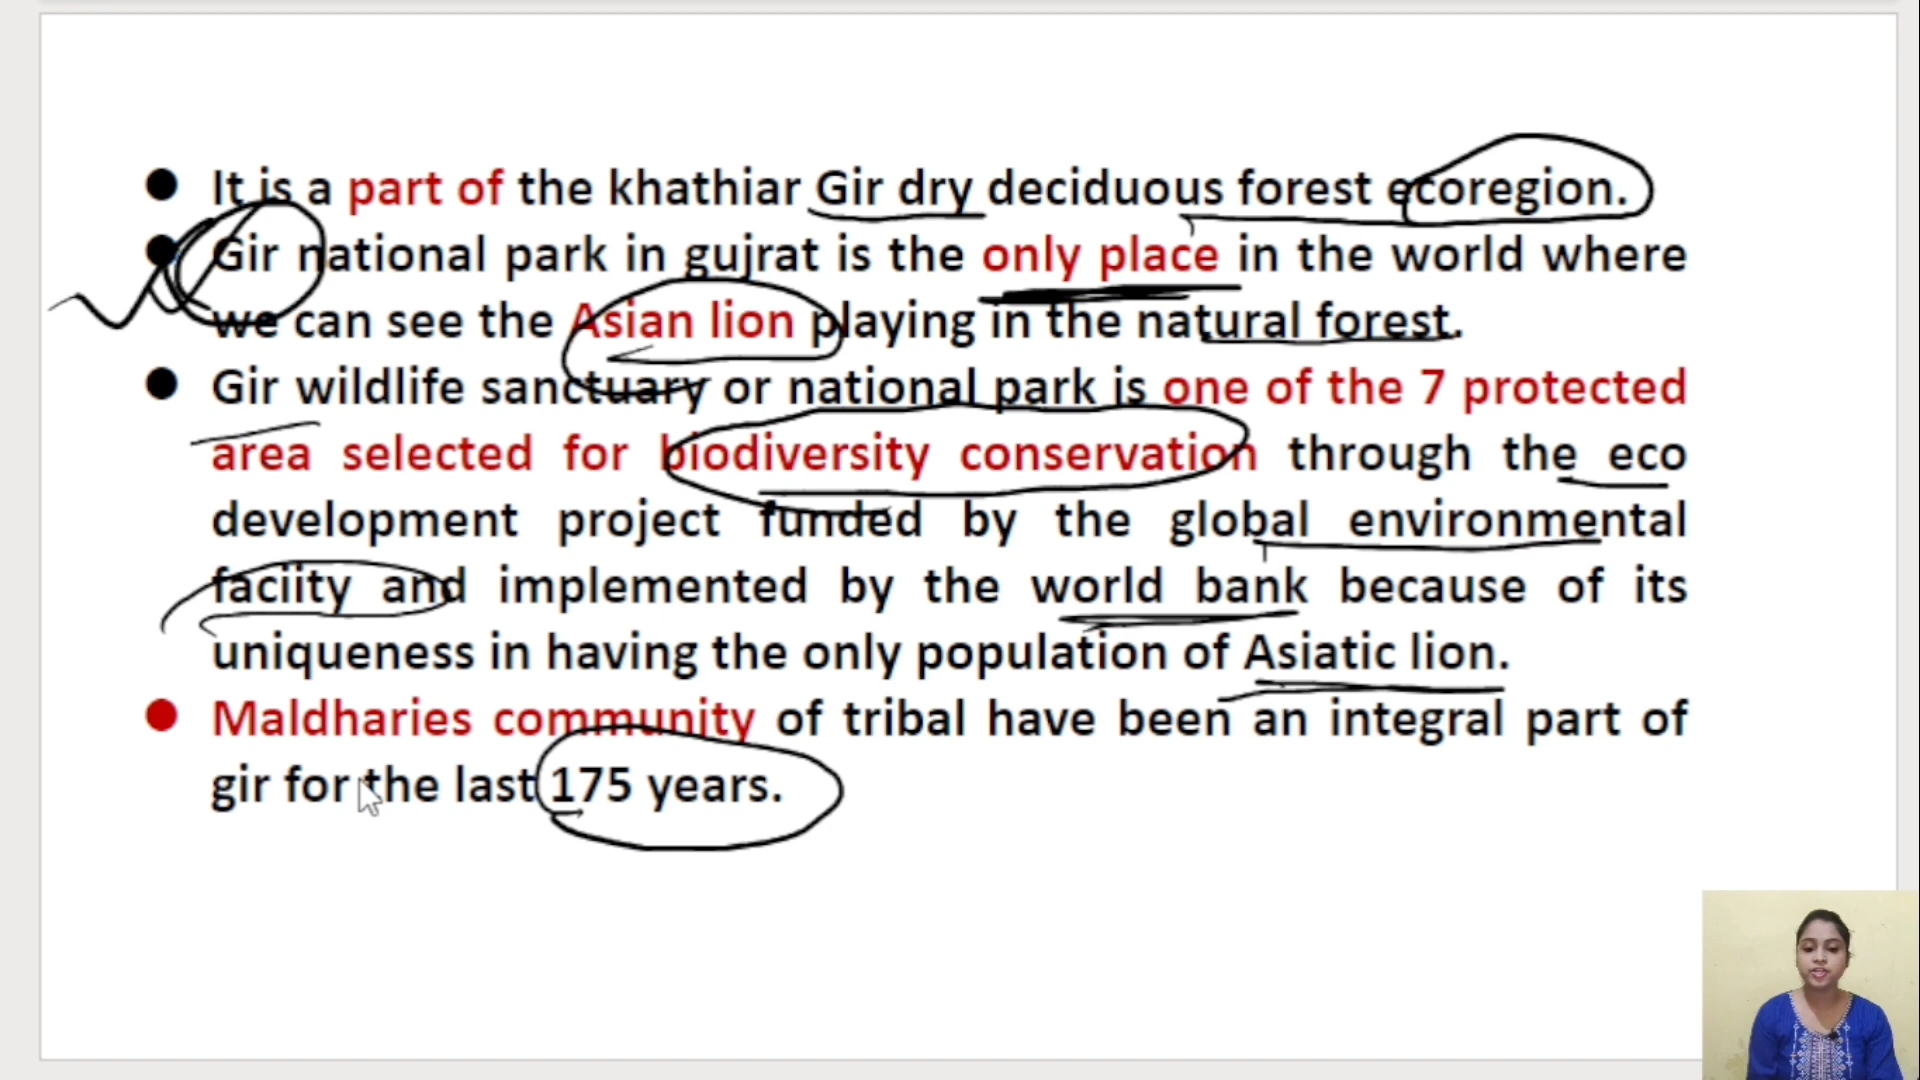 It is a part of the khathiar Gir dry deciduous forest ecoregion.
Gir national park in gujrat is the only place in the world where
we can see the Asian lion playing in the natural forest.
Gir wildlife sanctuary or national park is one of the 7 protected
area selected for biodiversity conservation through the eco
development project funded by the global environmental
faciity and implemented by the world bank because of its
uniqueness in having the only population of Asiatic lion.
Maldharies community of tribal have been an integral part of
gir for the last 175 years.